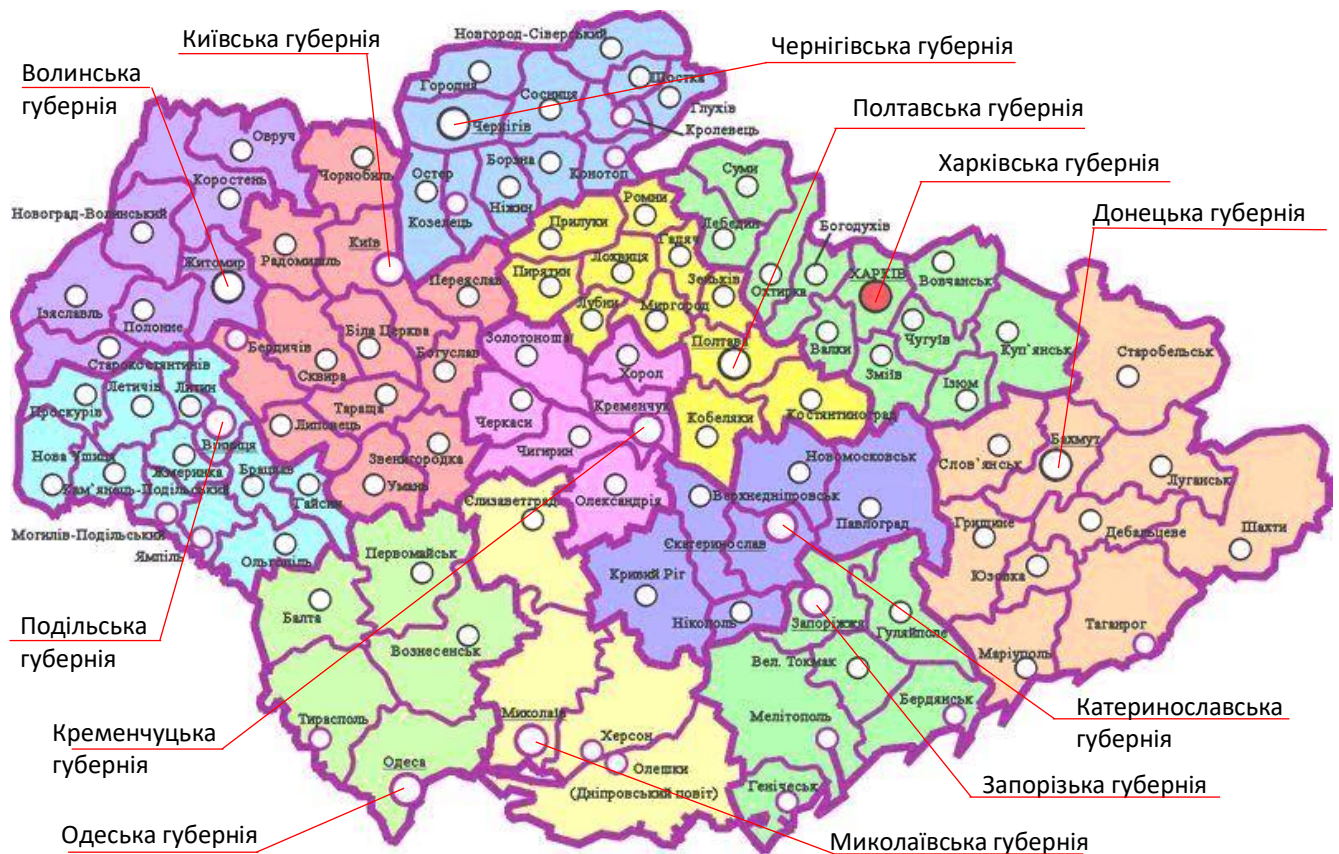 Київська губернія
Чернігівська губернія
Волинська
губернія
Полтавська губернія
Харківська губернія
Донецька губернія
Новгород-Сіверський
Городня
Шостка
Сосниця
Глухів
Чернігів
Кролевець
Овруч
Чорнобиль
Остер
Борзна
Конотоп
Суми
Коростень
Козелець
Ніжин
Ромни
Новоград-Волинський
Прилуки
Лебедин
Богодухів
Київ
Гадяч
Житомир
Радомишль
Лохвиця
ХАРКІВ
Вовчанськ
Переяслав
Пирятин
Зеньків
Охтирка
Ізяславль
Полонне
Лубни
Миргород
Біла Церква
Золотоноша
Полтава
Чугуїв
Бердичів
Богуслав
Валки
Куп`янськ
Старобельськ
Старокостянтинів
Сквира
Хорол
Зміїв
Ізюм
Летичів
Литин
Проскурів
Тараща
Кременчук
Костянтиноград
Черкаси
Кобеляки
Липовець
Вінниця
Чигирин
Бахмут
Звенигородка
Новомосковськ
Слов`янськ
Нова Ушиця
Жмеринка
Брацлав
Луганськ
Кам`янець-Подільський
Умань
Єлизаветград
Олександрія
Верхнедніпровськ
Гайсин
Павлоград
Гришине
Дебальцеве
Шахти
Могилів-Подільський
Єкатеринослав
Ямпіль
Первомайськ
Ольгопіль
Кривий Ріг
Юзовка
Балта
Нікополь
Запоріжжя
Гуляйполе
Таганрог
Подільська
губернія
Вознесенськ
Маріуполь
Вел. Токмак
Бердянськ
Миколаїв
Мелітополь
Тирасполь
Катеринославська
губернія
Кременчуцька
губернія
Херсон
Одеса
Олешки
(Дніпровський повіт)
Генічеськ
Запорізька губернія
Одеська губернія
Миколаївська губернія